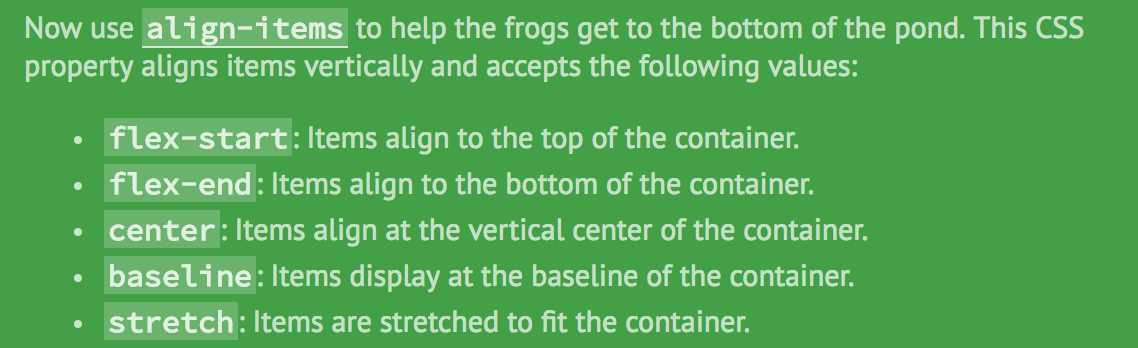 Now use align-items to help the frogs get to the bottom of the pond. This CSS
property aligns items vertically and accepts the following values:
• flex-start: Items align to the top of the container.
• flex-end: Items align to the bottom of the container.
• center: Items align at the vertical center of the container.
• baseline: Items display at the baseline of the container.
• stretch: Items are stretched to fit the container.